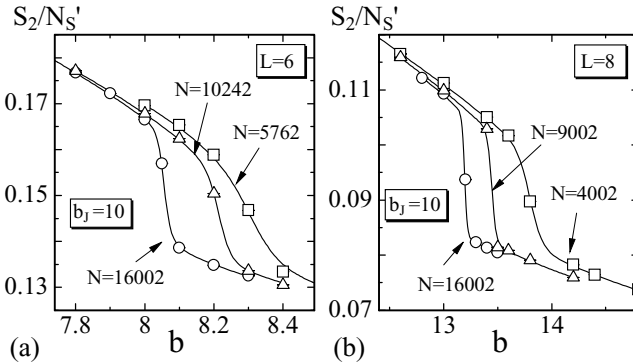 S₂/Nₛ'
L=6
N=10242
N=5762
0.17
0.15
b_J=10
N=16002
0.13
7.8 8 8.2 8.4
(a) b
S₂/Nₛ'
L=8
0.11
N=9002
0.09
b_J=10
N=4002
N=16002
0.07
13 14
(b) b